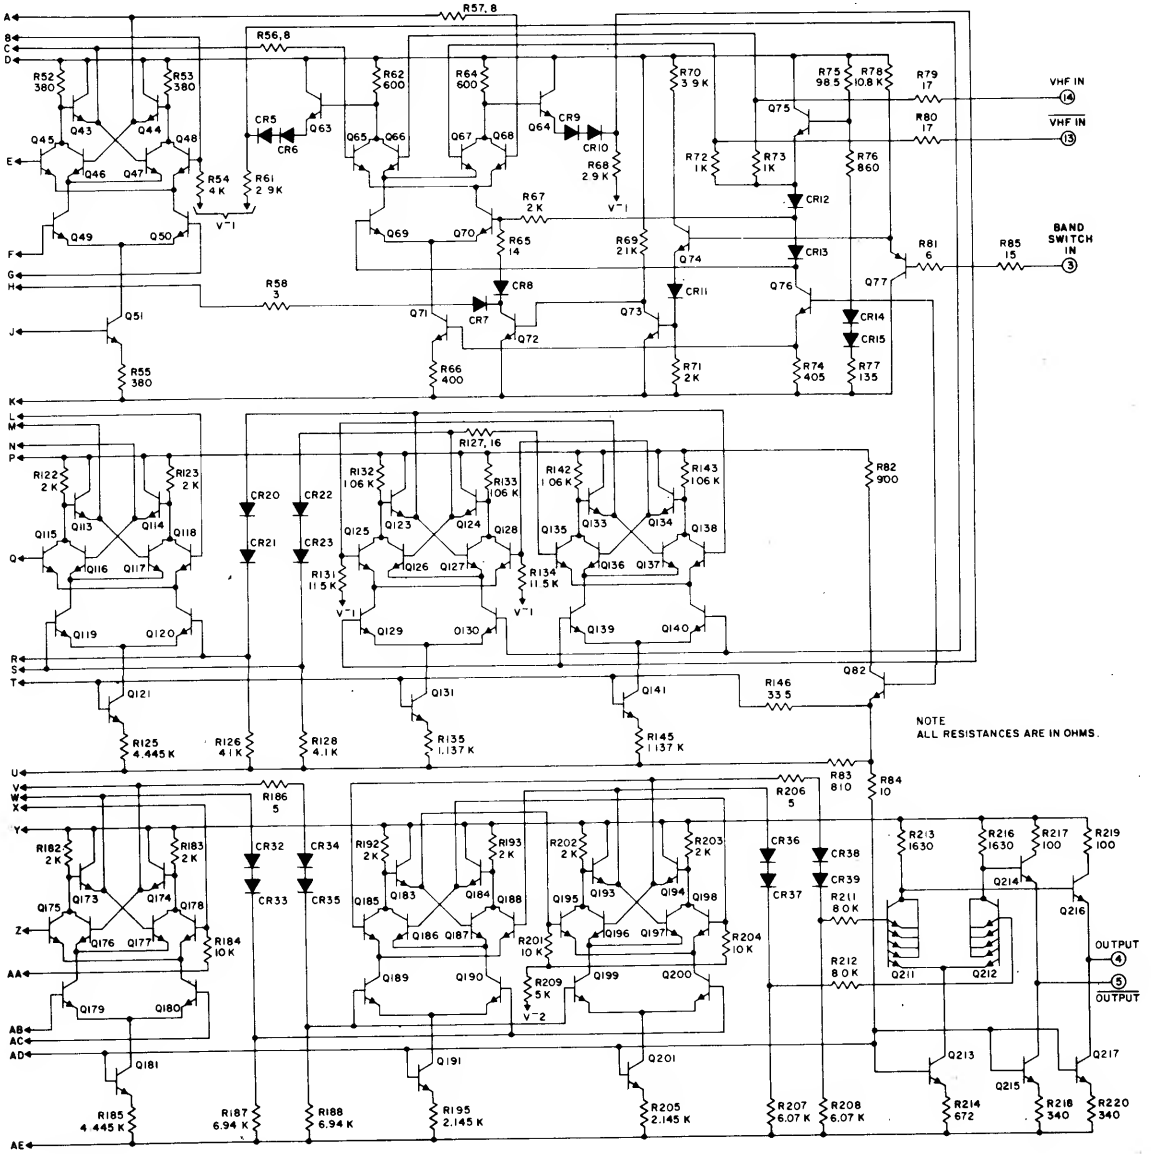 A
R57, 8
B
C
R56, 8
D
R52
380
R53
380
R62
600
R64
600
R70
3.9K
R75
985
R78
10.8K
R79
17
VHF IN
14
Q43
Q44
Q63
Q64
Q75
R80
17
VHF IN
13
CR5
CR6
CR9
CR10
Q45
Q48
Q65
Q66
Q67
Q68
E
Q46
Q47
R54
4K
R61
2.9K
R68
2.9K
R72
1K
R73
1K
R76
860
V-1
V-1
R67
2K
CR12
Q49
Q50
Q69
Q70
R65
14
R69
21K
Q74
CR13
BAND
SWITCH
IN
3
R81
6
R85
15
F
G
H
R58
3
CR8
CR7
CR11
Q76
Q77
J
Q51
Q71
Q72
Q73
CR14
CR15
R55
380
R66
400
R71
2K
R74
405
R77
135
K
L
M
N
R127, 16
P
R122
2K
R123
2K
R132
106K
R133
106K
R142
106K
R143
106K
R82
900
CR20
CR22
Q113
Q114
Q123
Q124
Q133
Q134
Q115
Q118
CR21
CR23
Q125
Q128
Q135
Q138
Q
Q116
Q117
Q126
Q127
Q136
Q137
R131
11.5K
R134
11.5K
V-1
V-1
Q119
Q120
Q129
Q130
Q139
Q140
R
S
T
Q82
Q121
Q131
Q141
R146
335
R125
4.445K
R126
4.1K
R128
4.1K
R135
1.137K
R145
1.137K
NOTE
ALL RESISTANCES ARE IN OHMS.
U
V
W
X
R186
5
R206
5
R83
810
R84
10
Y
R182
2K
R183
2K
CR32
CR34
R192
2K
R193
2K
R202
2K
R203
2K
CR36
CR38
R213
1630
R216
1630
R217
100
R219
100
Q173
Q174
CR33
CR35
Q183
Q184
Q193
Q194
CR37
CR39
Q214
Q216
Q175
Q178
Q185
Q188
Q195
Q198
R211
8.0K
Z
Q176
Q177
R184
10K
Q186
Q187
R201
10K
Q196
Q197
R204
10K
R212
8.0K
Q211
Q212
OUTPUT
4
5
OUTPUT
AA
Q179
Q180
Q189
Q190
R209
5K
V-2
Q199
Q200
AB
AC
AD
Q181
Q191
Q201
Q213
Q215
Q217
R185
4.445K
R187
6.94K
R188
6.94K
R195
2.145K
R205
2.145K
R207
6.07K
R208
6.07K
R214
672
R218
340
R220
340
AE